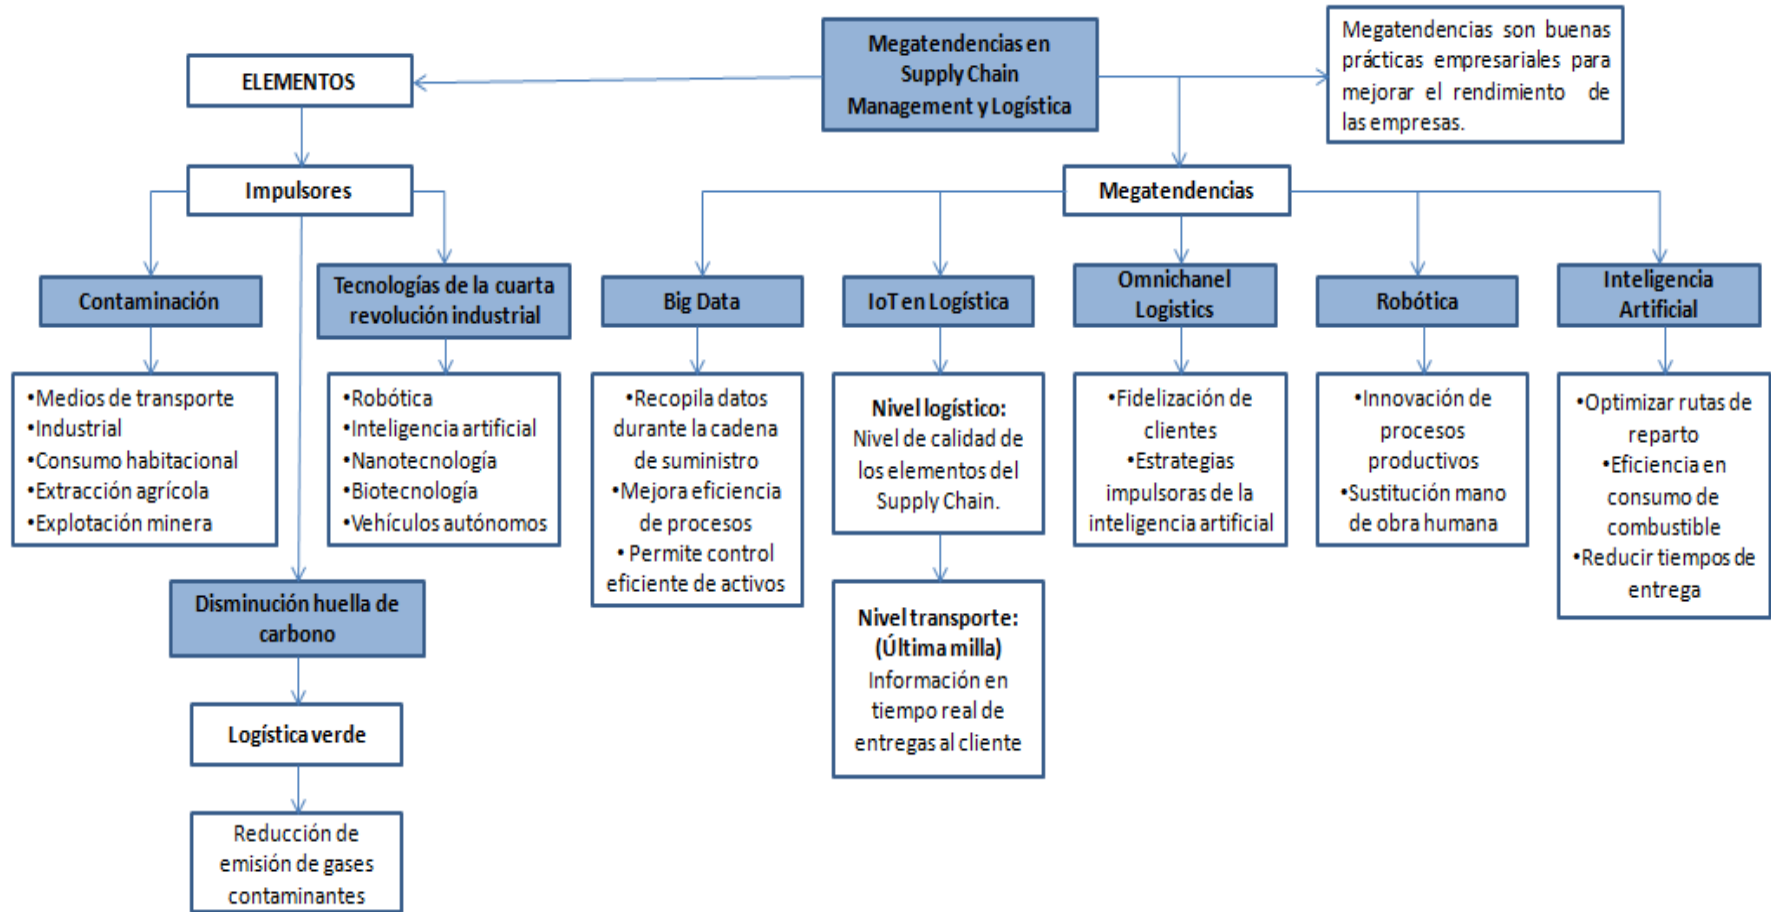 Megatendencias en
Supply Chain
Management y Logística
Megatendencias son buenas
prácticas empresariales para
mejorar el rendimiento de
las empresas.
ELEMENTOS
Impulsores
Megatendencias
Contaminación
•Medios de transporte
•Industrial
•Consumo habitacional
•Extracción agrícola
•Explotación minera
Tecnologías de la cuarta
revolución industrial
•Robótica
•Inteligencia artificial
•Nanotecnología
•Biotecnología
•Vehículos autónomos
Disminución huella de
carbono
Logística verde
Reducción de
emisión de gases
contaminantes
Big Data
•Recopila datos
durante la cadena
de suministro
•Mejora eficiencia
de procesos
• Permite control
eficiente de activos
IoT en Logística
Nivel logístico:
Nivel de calidad de
los elementos del
Supply Chain.
Nivel transporte:
(Última milla)
Información en
tiempo real de
entregas al cliente
Omnichanel
Logistics
•Fidelización de
clientes
•Estrategias
impulsoras de la
inteligencia artificial
Robótica
•Innovación de
procesos
productivos
•Sustitución mano
de obra humana
Inteligencia
Artificial
•Optimizar rutas de
reparto
•Eficiencia en
consumo de
combustible
•Reducir tiempos de
entrega